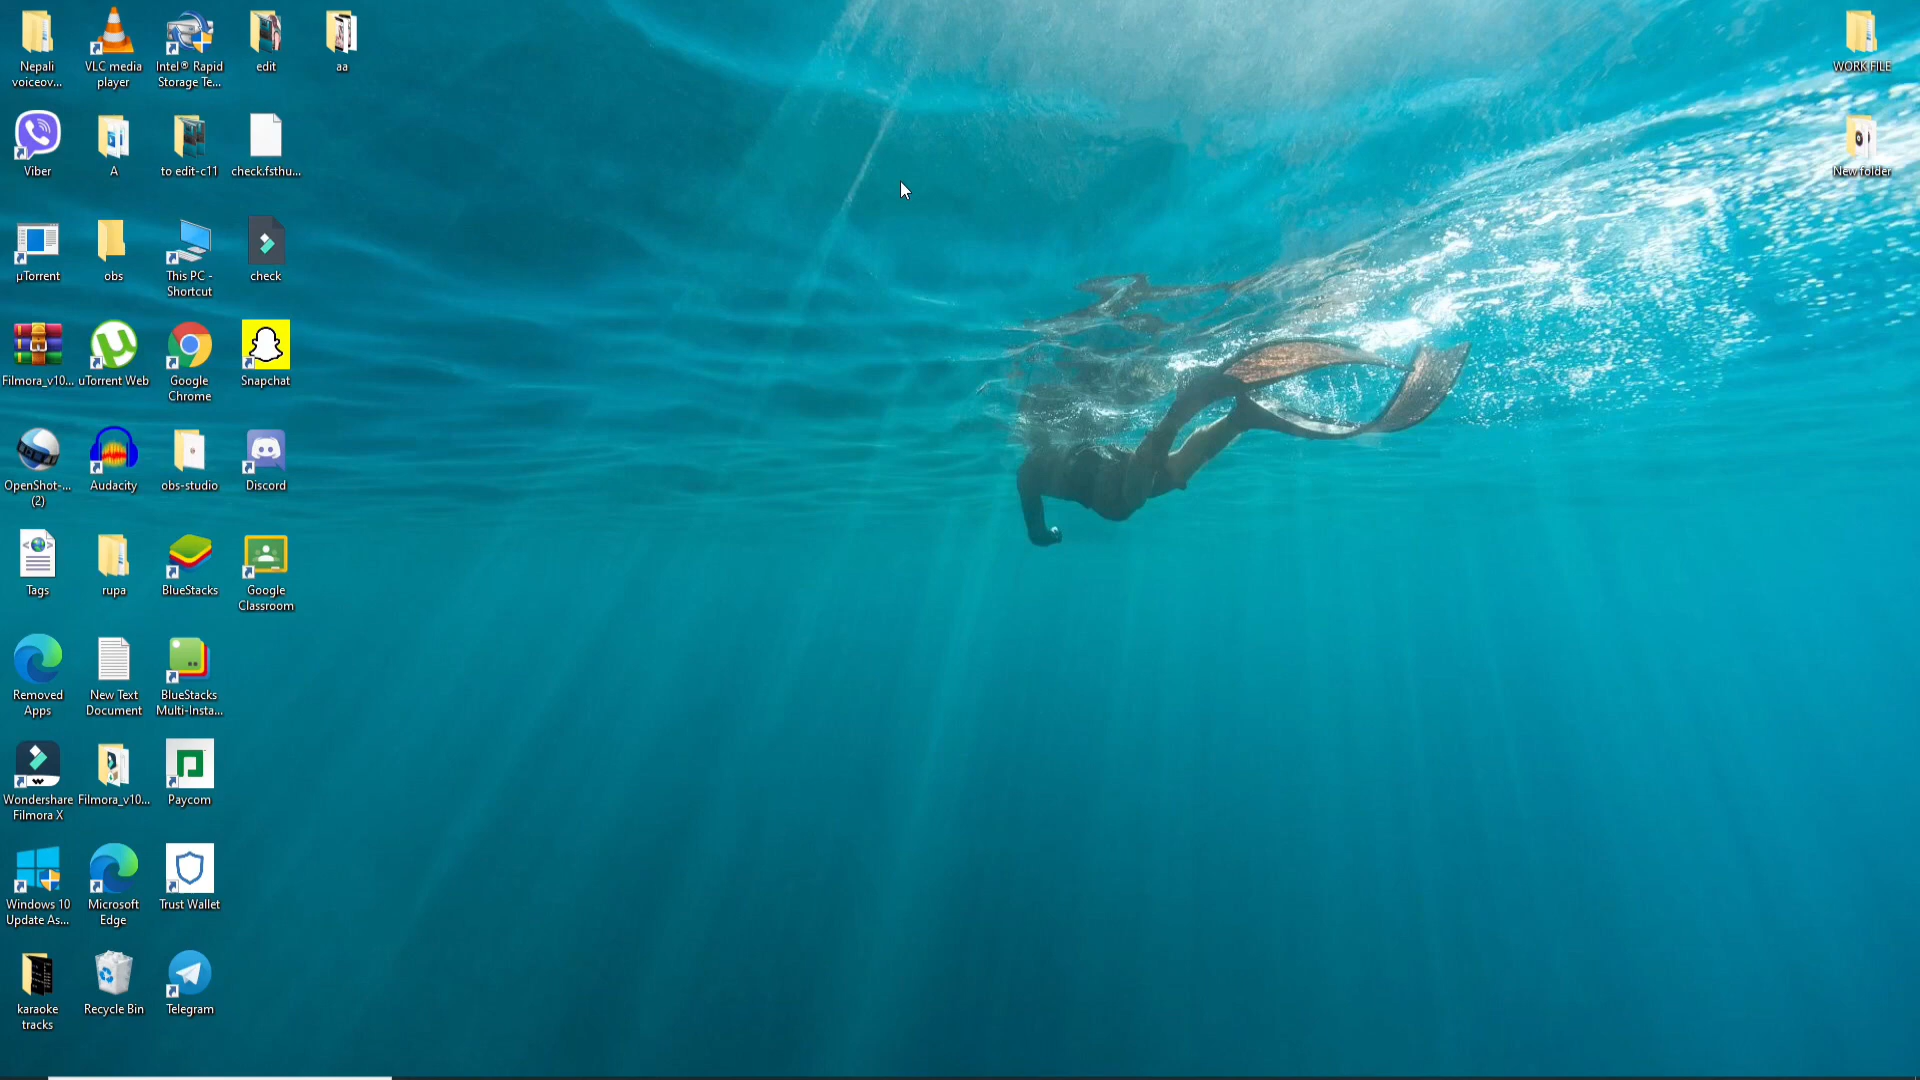 Nepali
voiceov...
VLC media
player
Intel® Rapid
Storage Te...
edit
aa
WORK FILE
Viber
A
to edit-c11
check.fsthu...
New folder
µTorrent
obs
This PC -
Shortcut
check
Filmora_v10...
uTorrent Web
Google
Chrome
Snapchat
OpenShot-...
(2)
Audacity
obs-studio
Discord
Tags
rupa
BlueStacks
Google
Classroom
Removed
Apps
New Text
Document
BlueStacks
Multi-Insta...
Wondershare
Filmora X
Filmora_v10...
Paycom
Windows 10
Update As...
Microsoft
Edge
Trust Wallet
karaoke
tracks
Recycle Bin
Telegram